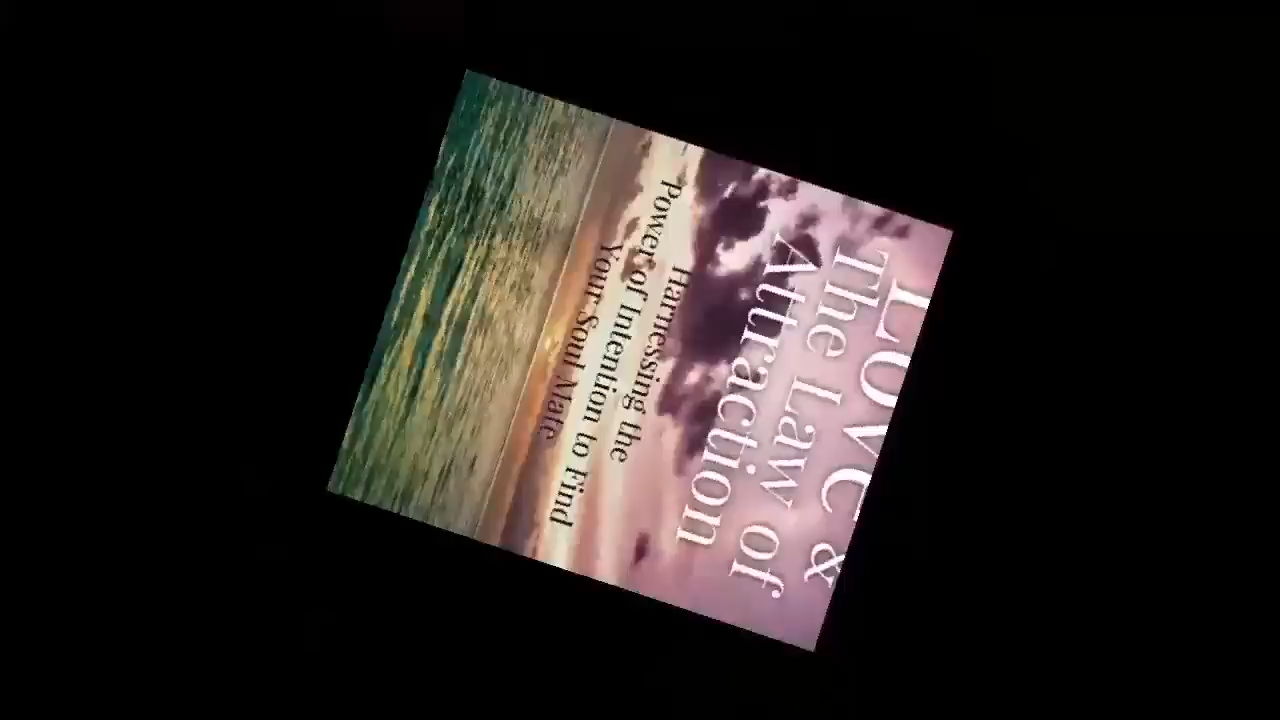 Love &
The Law of
Attraction
Harnessing the
Power of Intention to Find
Your Soul Mate